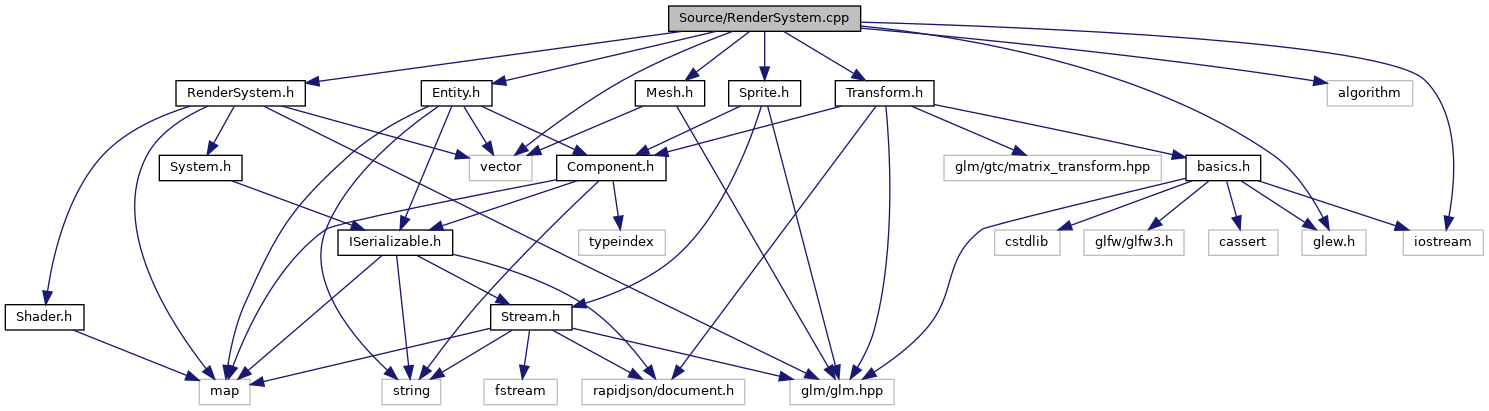 Source/RenderSystem.cpp
RenderSystem.h
Entity.h
Mesh.h
Sprite.h
Transform.h
algorithm
System.h
vector
Component.h
glm/gtc/matrix_transform.hpp
basics.h
ISerializable.h
typeindex
cstdlib
glfw/glfw3.h
cassert
glew.h
iostream
Shader.h
Stream.h
map
string
fstream
rapidjson/document.h
glm/glm.hpp